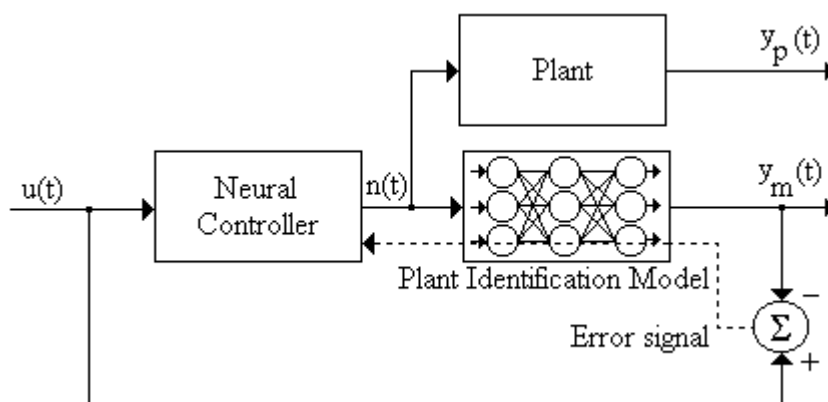 y_p(t)
Plant
u(t)
Neural
Controller
n(t)
y_m(t)
Plant Identification Model
−
Error signal
Σ
+